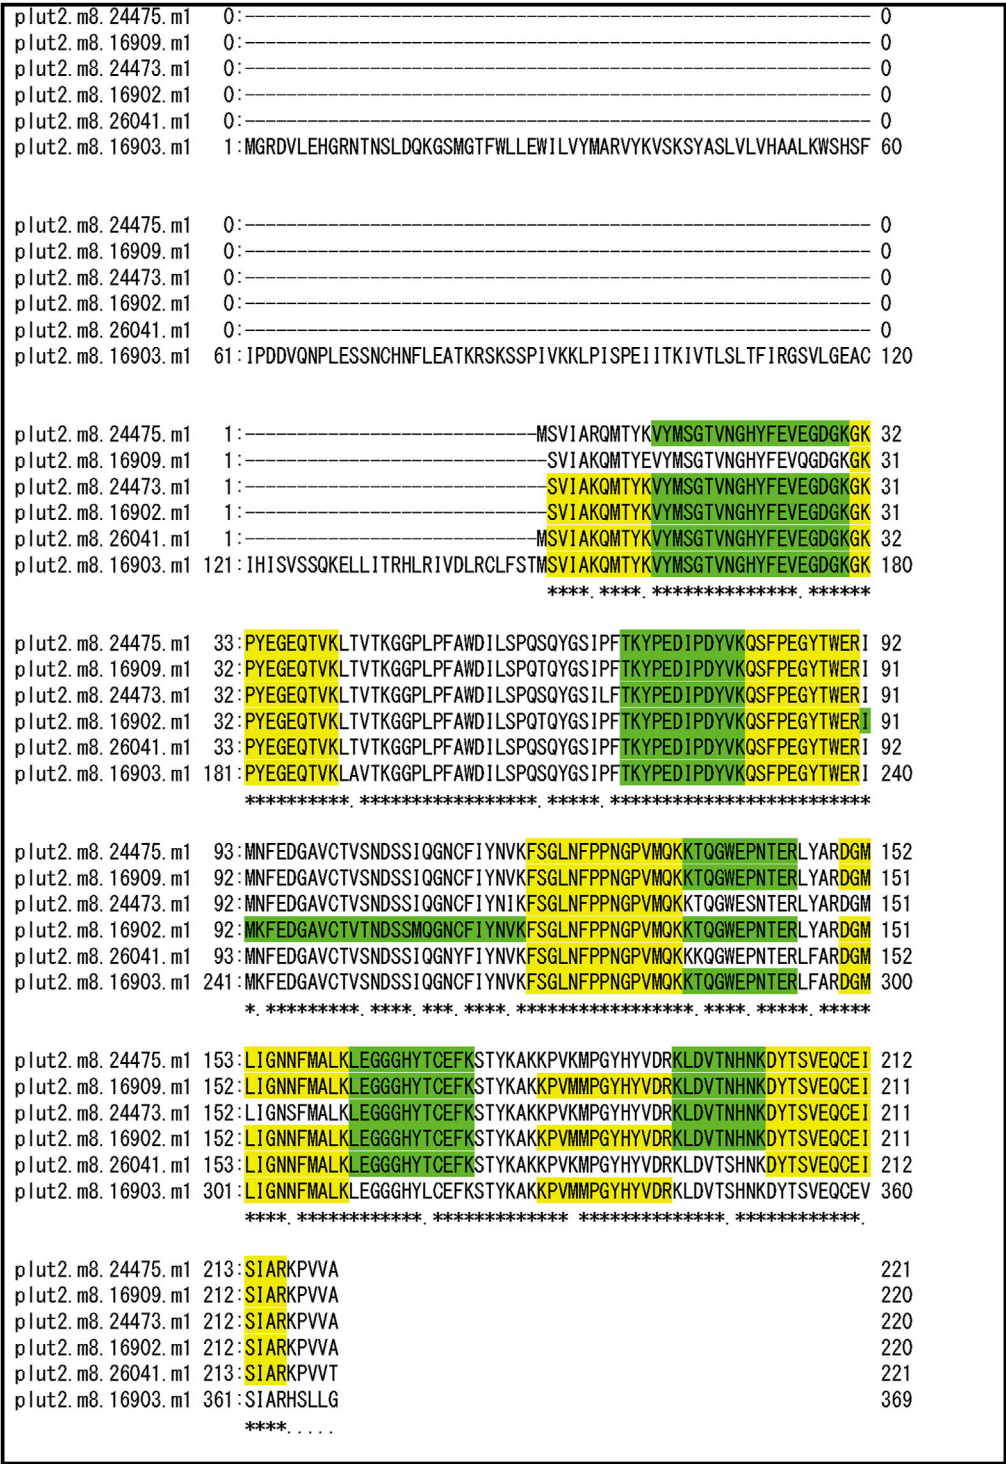 plut2.m8.24475.m1 0:------------------------------------------------------------ 0
plut2.m8.16909.m1 0:------------------------------------------------------------ 0
plut2.m8.24473.m1 0:------------------------------------------------------------ 0
plut2.m8.16902.m1 0:------------------------------------------------------------ 0
plut2.m8.26041.m1 0:------------------------------------------------------------ 0
plut2.m8.16903.m1 1:MGRDVLEHGRNTNSLDQKGSMGTFWLLEWILVYMARVYKVSKSYASLVLVHAALKWSHSF 60
plut2.m8.24475.m1 0:------------------------------------------------------------ 0
plut2.m8.16909.m1 0:------------------------------------------------------------ 0
plut2.m8.24473.m1 0:------------------------------------------------------------ 0
plut2.m8.16902.m1 0:------------------------------------------------------------ 0
plut2.m8.26041.m1 0:------------------------------------------------------------ 0
plut2.m8.16903.m1 61:IPDDVQNPLESSNCHNFLEATKRSKSSPIVKKLPISPEIITKIVTLSLTFIRGSVLGEAC 120
plut2.m8.24475.m1 1:----------------------------MSVIARQMTYKVYMSGTVNGHYFEVEGDGKGK 32
plut2.m8.16909.m1 1:-----------------------------SVIAKQMTYEVYMSGTVNGHYFEVQGDGKGK 31
plut2.m8.24473.m1 1:-----------------------------SVIAKQMTYKVYMSGTVNGHYFEVEGDGKGK 31
plut2.m8.16902.m1 1:-----------------------------SVIAKQMTYKVYMSGTVNGHYFEVEGDGKGK 31
plut2.m8.26041.m1 1:----------------------------MSVIAKQMTYKVYMSGTVNGHYFEVEGDGKGK 32
plut2.m8.16903.m1 121:IHISVSSQKELLITRHLRIVDLRCLFSTMSVIAKQMTYKVYMSGTVNGHYFEVEGDGKGK 180
****.****.**************.******
plut2.m8.24475.m1 33:PYEGEQTVKLTVTKGGPLPFAWDILSPQSQYGSIPFTKYPEDIPDYVKQSFPEGYTWERI 92
plut2.m8.16909.m1 32:PYEGEQTVKLTVTKGGPLPFAWDILSPQTQYGSIPFTKYPEDIPDYVKQSFPEGYTWERI 91
plut2.m8.24473.m1 32:PYEGEQTVKLTVTKGGPLPFAWDILSPQSQYGSILFTKYPEDIPDYVKQSFPEGYTWERI 91
plut2.m8.16902.m1 32:PYEGEQTVKLTVTKGGPLPFAWDILSPQTQYGSIPFTKYPEDIPDYVKQSFPEGYTWERI 91
plut2.m8.26041.m1 33:PYEGEQTVKLTVTKGGPLPFAWDILSPQSQYGSIPFTKYPEDIPDYVKQSFPEGYTWERI 92
plut2.m8.16903.m1 181:PYEGEQTVKLAVTKGGPLPFAWDILSPQSQYGSIPFTKYPEDIPDYVKQSFPEGYTWERI 240
**********.*****************.*****.*************************
plut2.m8.24475.m1 93:MNFEDGAVCTVSNDSSIQGNCFIYNVKFSGLNFPPNGPVMQKKTQGWEPNTERLYARDGM 152
plut2.m8.16909.m1 92:MNFEDGAVCTVSNDSSIQGNCFIYNVKFSGLNFPPNGPVMQKKTQGWEPNTERLYARDGM 151
plut2.m8.24473.m1 92:MNFEDGAVCTVSNDSSIQGNCFIYNIKFSGLNFPPNGPVMQKKTQGWESNTERLYARDGM 151
plut2.m8.16902.m1 92:MKFEDGAVCTVTNDSSMQGNCFIYNVKFSGLNFPPNGPVMQKKTQGWEPNTERLYARDGM 151
plut2.m8.26041.m1 93:MNFEDGAVCTVSNDSSIQGNYFIYNVKFSGLNFPPNGPVMQKKKQGWEPNTERLFARDGM 152
plut2.m8.16903.m1 241:MKFEDGAVCTVSNDSSIQGNCFIYNVKFSGLNFPPNGPVMQKKTQGWEPNTERLFARDGM 300
*.*********.****.***.****.*****************.****.*****.*****
plut2.m8.24475.m1 153:LIGNNFMALKLEGGGHYTCEFKSTYKAKKPVKMPGYHYVDRKLDVTNHNKDYTSVEQCEI 212
plut2.m8.16909.m1 152:LIGNNFMALKLEGGGHYTCEFKSTYKAKKPVMMPGYHYVDRKLDVTNHNKDYTSVEQCEI 211
plut2.m8.24473.m1 152:LIGNSFMALKLEGGGHYTCEFKSTYKAKKPVKMPGYHYVDRKLDVTNHNKDYTSVEQCEI 211
plut2.m8.16902.m1 152:LIGNNFMALKLEGGGHYTCEFKSTYKAKKPVMMPGYHYVDRKLDVTNHNKDYTSVEQCEI 211
plut2.m8.26041.m1 153:LIGNNFMALKLEGGGHYTCEFKSTYKAKKPVKMPGYHYVDRKLDVTSHNKDYTSVEQCEI 212
plut2.m8.16903.m1 301:LIGNNFMALKLEGGGHYLCEFKSTYKAKKPVMMPGYHYVDRKLDVTSHNKDYTSVEQCEV 360
****.************.************* **************.************.
plut2.m8.24475.m1 213:SIARKPVVA 221
plut2.m8.16909.m1 212:SIARKPVVA 220
plut2.m8.24473.m1 212:SIARKPVVA 220
plut2.m8.16902.m1 212:SIARKPVVA 220
plut2.m8.26041.m1 213:SIARKPVVT 221
plut2.m8.16903.m1 361:SIARHSLLG 369
****.....